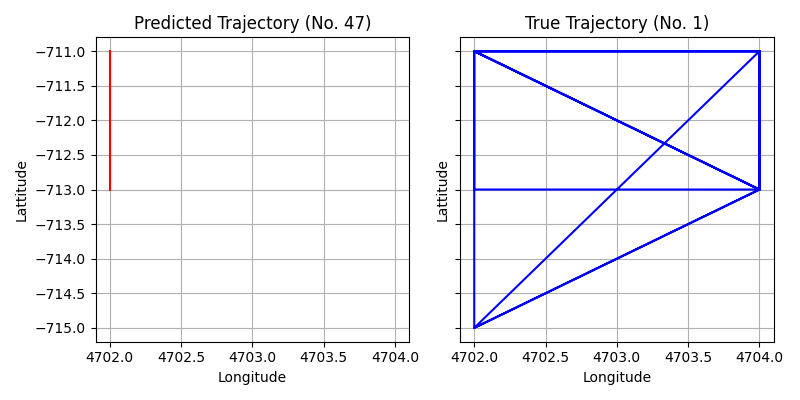 Predicted Trajectory (No. 47)
Lattitude
−711.0
−711.5
−712.0
−712.5
−713.0
−713.5
−714.0
−714.5
−715.0
4702.0 4702.5 4703.0 4703.5 4704.0
Longitude
True Trajectory (No. 1)
Lattitude
4702.0 4702.5 4703.0 4703.5 4704.0
Longitude